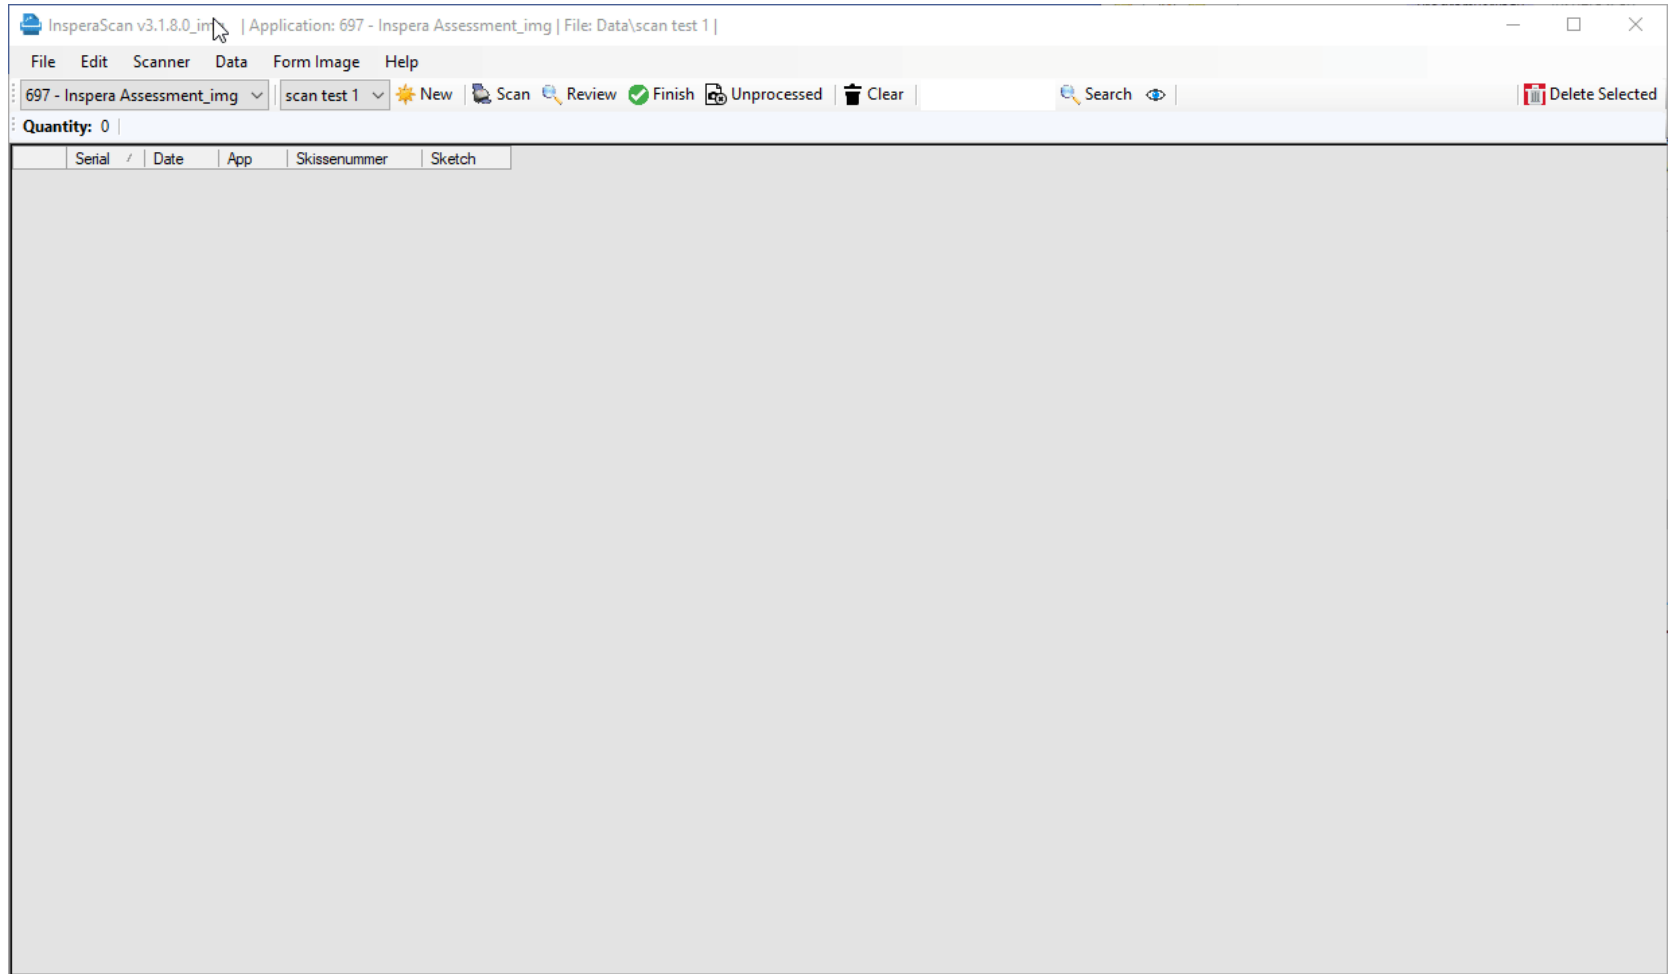 InsperaScan v3.1.8.0_img | Application: 697 - Inspera Assessment_img | File: Data\scan test 1 |
File Edit Scanner Data Form Image Help
697 - Inspera Assessment_img scan test 1 New Scan Review Finish Unprocessed Clear Search Delete Selected
Quantity: 0
Serial Date App Skissenummer Sketch